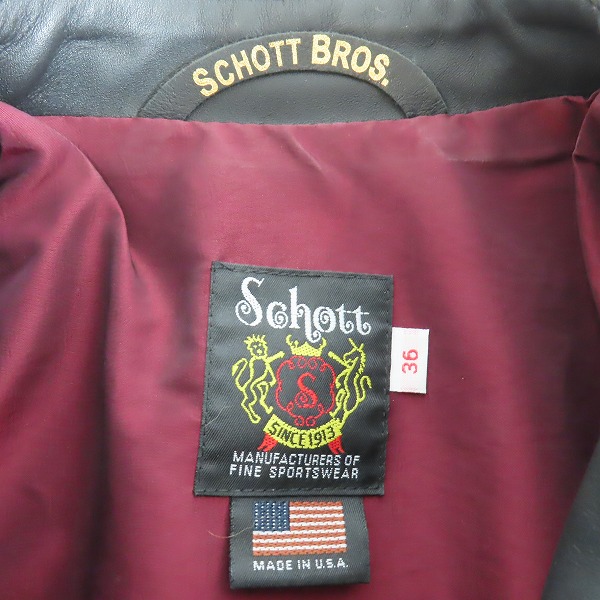 SCHOTT BROS.
Schott
36
S
SINCE 1913
MANUFACTURERS OF
FINE SPORTSWEAR
MADE IN U.S.A.